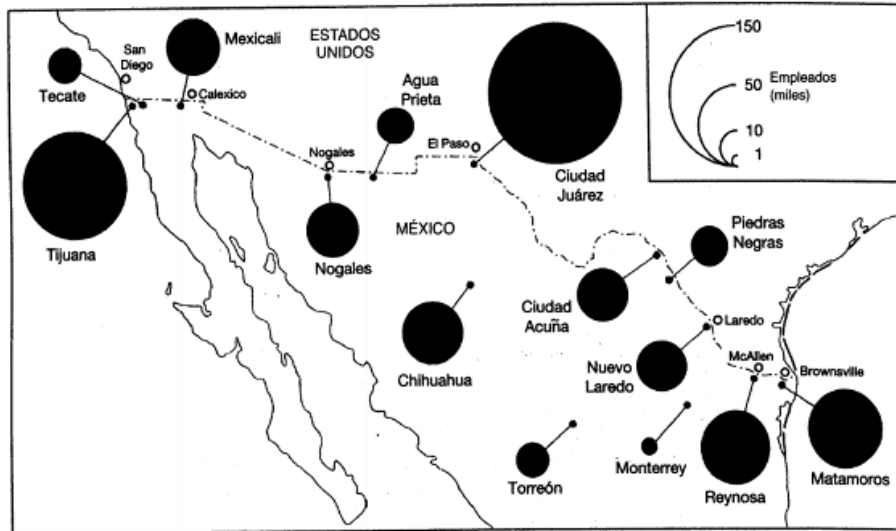 Mexicali
ESTADOS
UNIDOS
San
Diego
Tecate
Calexico
Agua
Prieta
El Paso
Nogales
Ciudad
Juárez
150
50
10
1
Empleados
(miles)
Tijuana
Nogales
MÉXICO
Piedras
Negras
Ciudad
Acuña
Chihuahua
Laredo
Nuevo
Laredo
McAllen
Brownsville
Torreón
Monterrey
Reynosa
Matamoros